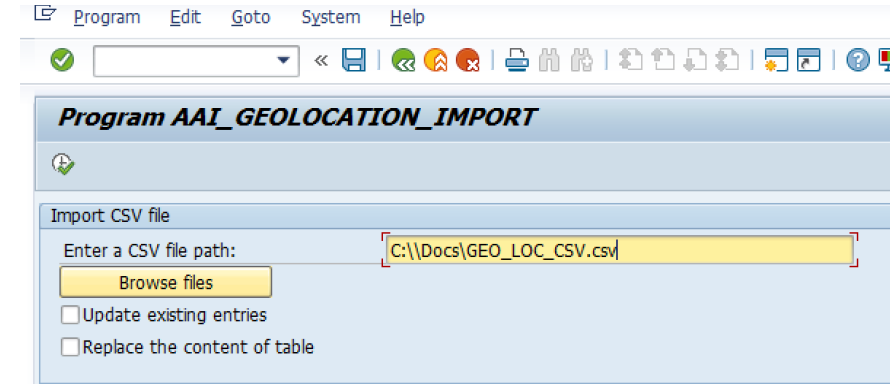 Program Edit Goto System Help
«
Program AAI_GEOLOCATION_IMPORT
Import CSV file
Enter a CSV file path: C:\\Docs\GEO_LOC_CSV.csv
Browse files
Update existing entries
Replace the content of table